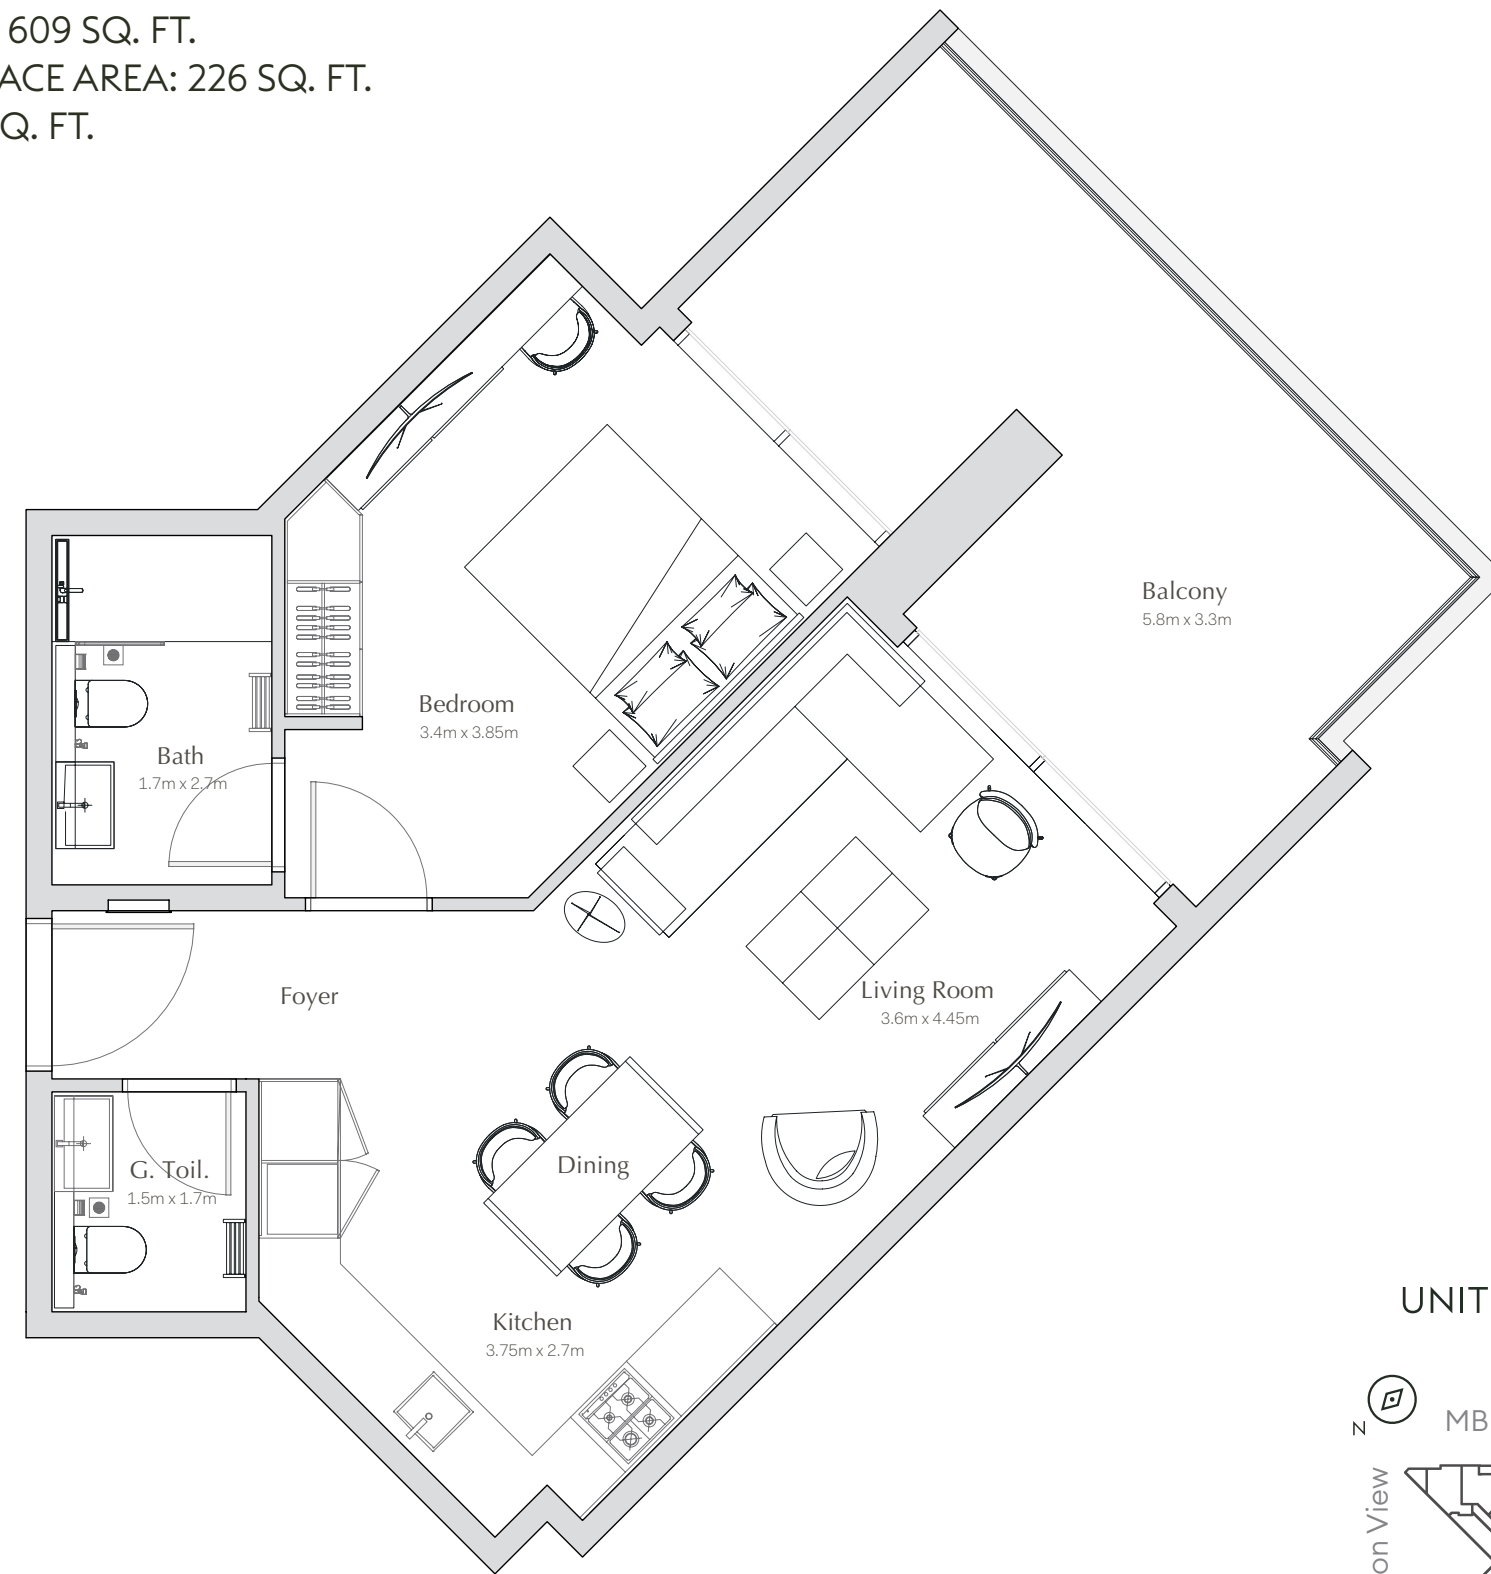 609 SQ. FT.
ACE AREA: 226 SQ. FT.
Q. FT.
Balcony
5.8m x 3.3m
Bedroom
3.4m x 3.85m
Bath
1.7m x 2.7m
Foyer
Living Room
3.6m x 4.45m
G. Toil.
1.5m x 1.7m
Dining
Kitchen
3.75m x 2.7m
UNIT
N
MB
on View